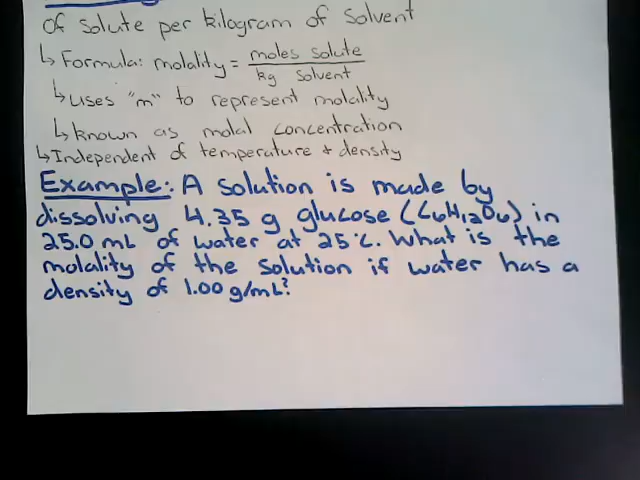 of solute per kilogram of solvent
↳ Formula: molality = moles solute / kg solvent
↳ uses "m" to represent molality
↳ known as molal concentration
↳ Independent of temperature + density
Example: A solution is made by
dissolving 4.35 g glucose (C6H12O6) in
25.0 mL of water at 25°C. What is the
molality of the solution if water has a
density of 1.00 g/mL?